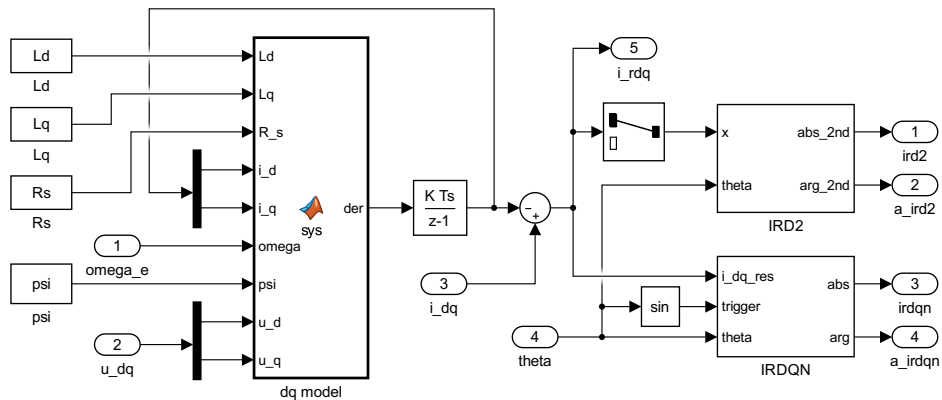 Ld
Ld
Lq
Lq
Rs
Rs
1
omega_e
psi
psi
2
u_dq
Ld
Lq
R_s
i_d
i_q
omega
psi
u_d
u_q
sys
der
dq model
K Ts
z-1
−
+
3
i_dq
4
theta
5
i_rdq
sin
x
theta
abs_2nd
arg_2nd
IRD2
i_dq_res
trigger
theta
abs
arg
IRDQN
1
ird2
2
a_ird2
3
irdqn
4
a_irdqn